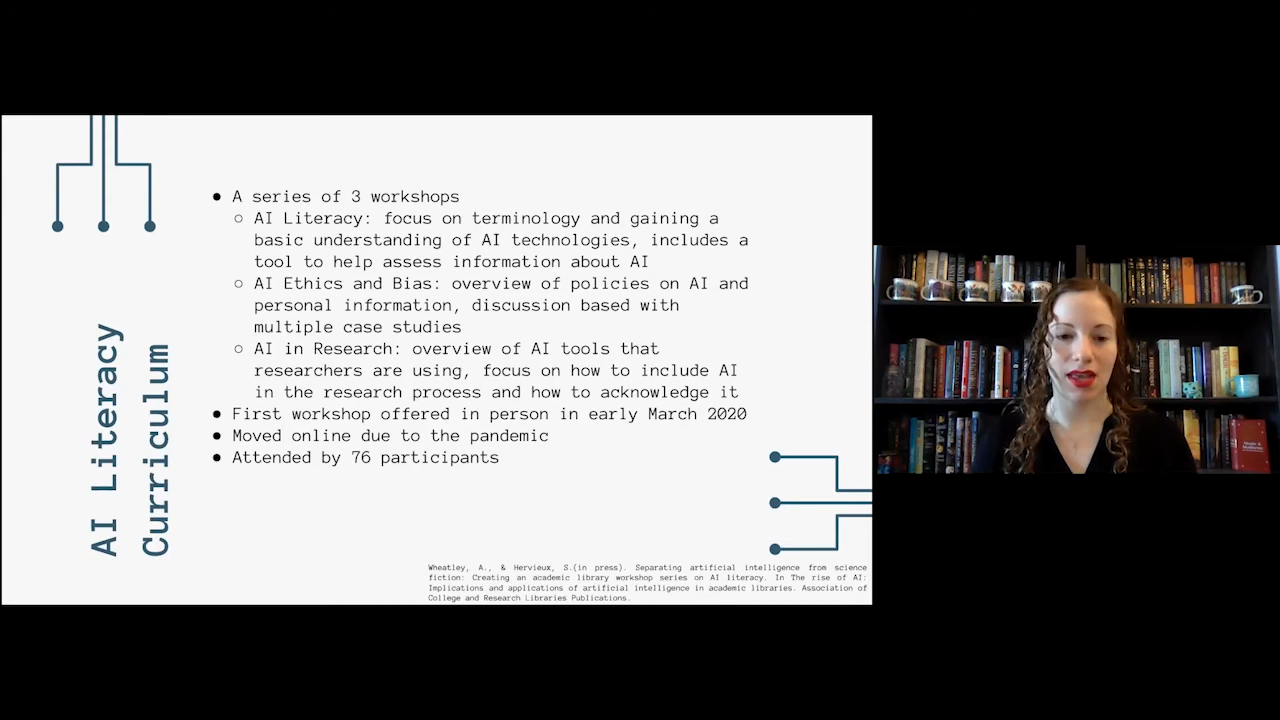 AI Literacy
Curriculum
● A series of 3 workshops
○ AI Literacy: focus on terminology and gaining a
basic understanding of AI technologies, includes a
tool to help assess information about AI
○ AI Ethics and Bias: overview of policies on AI and
personal information, discussion based with
multiple case studies
○ AI in Research: overview of AI tools that
researchers are using, focus on how to include AI
in the research process and how to acknowledge it
● First workshop offered in person in early March 2020
● Moved online due to the pandemic
● Attended by 76 participants
Wheatley, A., & Hervieux, S.(in press). Separating artificial intelligence from science
fiction: Creating an academic library workshop series on AI literacy. In The rise of AI:
Implications and applications of artificial intelligence in academic libraries. Association of
College and Research Libraries Publications.